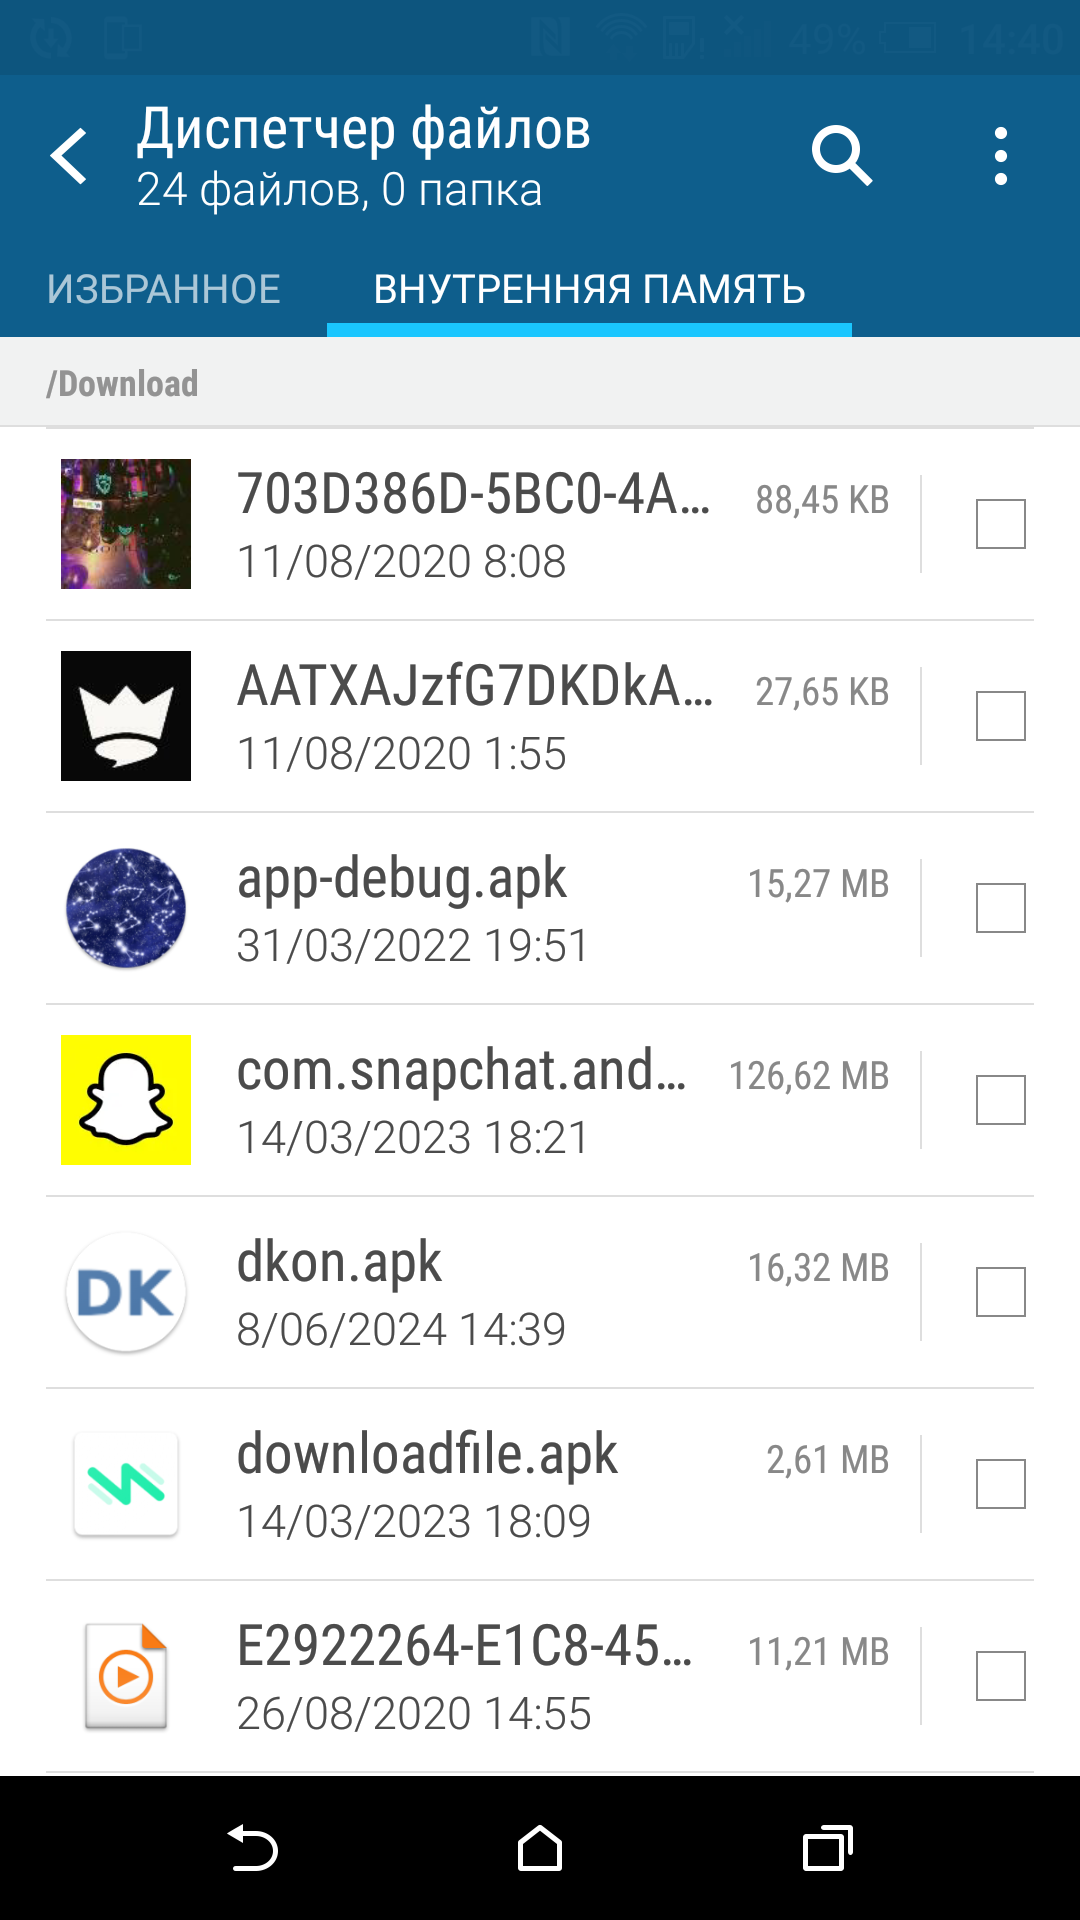 49% 14:40
Диспетчер файлов
24 файлов, 0 папка
ИЗБРАННОЕ ВНУТРЕННЯЯ ПАМЯТЬ
/Download
703D386D-5BC0-4A... 88,45 KB
11/08/2020 8:08
AATXAJzfG7DKDkA... 27,65 KB
11/08/2020 1:55
app-debug.apk 15,27 MB
31/03/2022 19:51
com.snapchat.and... 126,62 MB
14/03/2023 18:21
DK dkon.apk 16,32 MB
8/06/2024 14:39
downloadfile.apk 2,61 MB
14/03/2023 18:09
E2922264-E1C8-45... 11,21 MB
26/08/2020 14:55